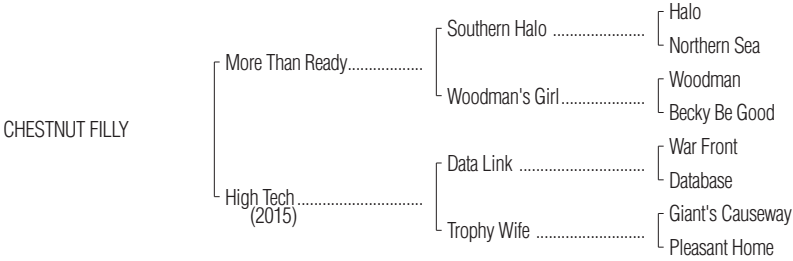 Halo
Southern Halo ......................
Northern Sea
More Than Ready..................
Woodman
Woodman's Girl....................
Becky Be Good
CHESTNUT FILLY
War Front
Data Link ..............................
Database
High Tech..............................
(2015)
Giant's Causeway
Trophy Wife ..........................
Pleasant Home